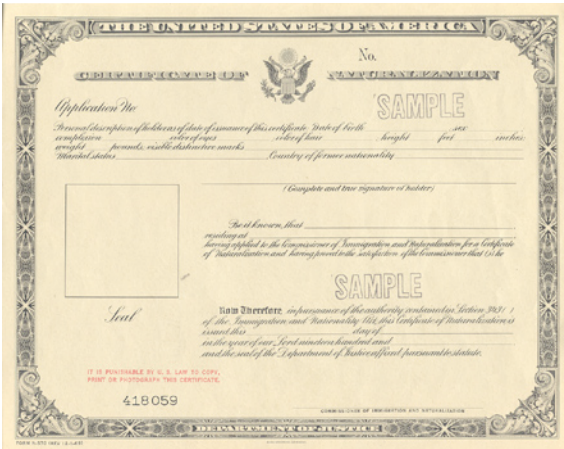 THE UNITED STATES OF AMERICA
No.
CERTIFICATE OF NATURALIZATION
Application No.
SAMPLE
Personal description of holder as of date of issuance of this certificate: Date of birth sex
complexion color of eyes color of hair height feet inches
weight pounds, visible distinctive marks
Marital status Country of former nationality
(Complete and true signature of holder)
Be it known, that
residing at
having applied to the Commissioner of Immigration and Naturalization for a Certificate
of Naturalization and having proved to the satisfaction of the Commissioner that (s)he
SAMPLE
Seal
Now Therefore, in pursuance of the authority contained in Section 343( )
of the Immigration and Nationality Act, this Certificate of Naturalization is
issued this day of
in the year of our Lord nineteen hundred and
and the seal of the Department of Justice affixed pursuant to statute.
IT IS PUNISHABLE BY U. S. LAW TO COPY,
PRINT OR PHOTOGRAPH THIS CERTIFICATE.
418059
COMMISSIONER OF IMMIGRATION AND NATURALIZATION
DEPARTMENT OF JUSTICE